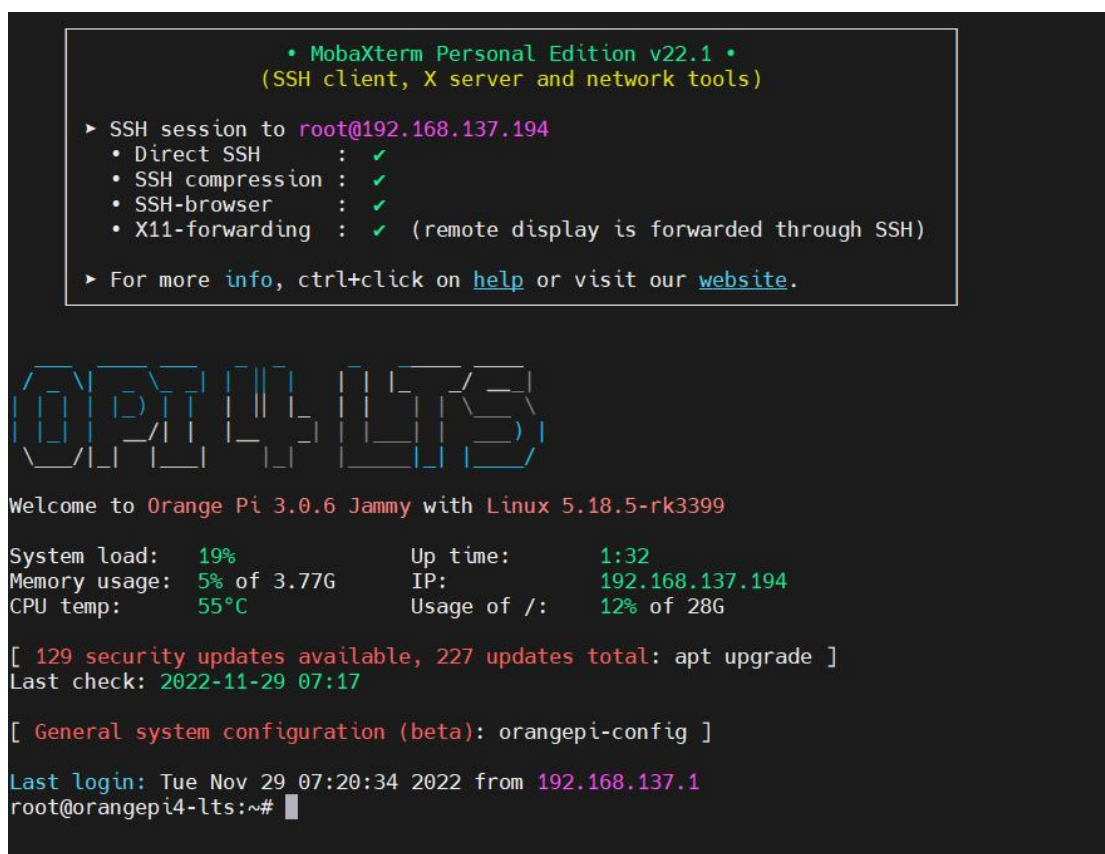 • MobaXterm Personal Edition v22.1 •
(SSH client, X server and network tools)
➤ SSH session to root@192.168.137.194
• Direct SSH : ✔
• SSH compression : ✔
• SSH-browser : ✔
• X11-forwarding : ✔ (remote display is forwarded through SSH)
➤ For more info, ctrl+click on help or visit our website.
OPI 4 LTS
Welcome to Orange Pi 3.0.6 Jammy with Linux 5.18.5-rk3399
System load: 19% Up time: 1:32
Memory usage: 5% of 3.77G IP: 192.168.137.194
CPU temp: 55°C Usage of /: 12% of 28G
[ 129 security updates available, 227 updates total: apt upgrade ]
Last check: 2022-11-29 07:17
[ General system configuration (beta): orangepi-config ]
Last login: Tue Nov 29 07:20:34 2022 from 192.168.137.1
root@orangepi4-lts:~#